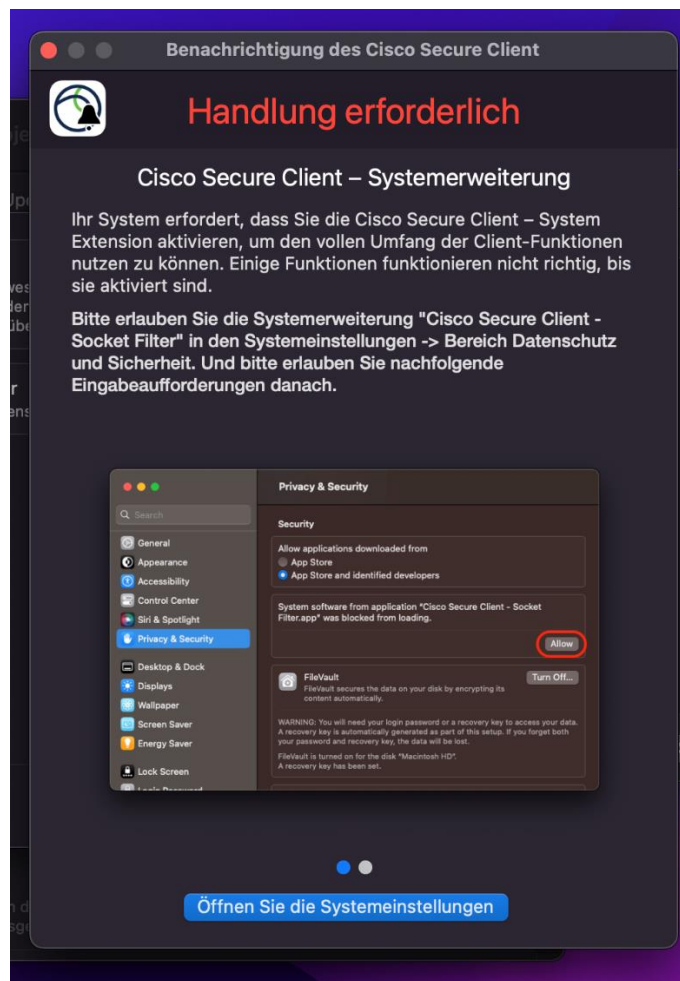 Benachrichtigung des Cisco Secure Client
Handlung erforderlich
Cisco Secure Client – Systemerweiterung
Ihr System erfordert, dass Sie die Cisco Secure Client – System
Extension aktivieren, um den vollen Umfang der Client-Funktionen
nutzen zu können. Einige Funktionen funktionieren nicht richtig, bis
sie aktiviert sind.
Bitte erlauben Sie die Systemerweiterung "Cisco Secure Client -
Socket Filter" in den Systemeinstellungen -> Bereich Datenschutz
und Sicherheit. Und bitte erlauben Sie nachfolgende
Eingabeaufforderungen danach.
Search
General
Appearance
Accessibility
Control Center
Siri & Spotlight
Privacy & Security
Desktop & Dock
Displays
Wallpaper
Screen Saver
Energy Saver
Lock Screen
Privacy & Security
Security
Allow applications downloaded from
App Store
App Store and identified developers
System software from application "Cisco Secure Client - Socket
Filter.app" was blocked from loading.
Allow
FileVault
Turn Off...
FileVault secures the data on your disk by encrypting its
content automatically.
WARNING: You will need your login password or a recovery key to access your data.
A recovery key is automatically generated as part of this setup. If you forget both
your password and recovery key, the data will be lost.
FileVault is turned on for the disk "Macintosh HD".
A recovery key has been set.
Öffnen Sie die Systemeinstellungen